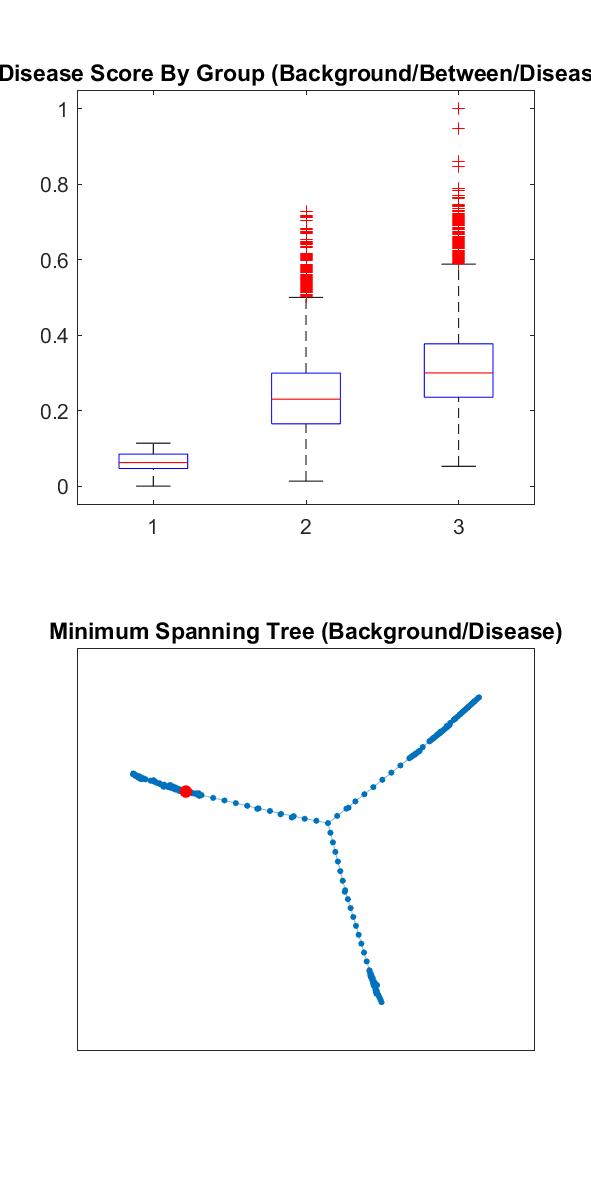 Disease Score By Group (Background/Between/Diseas
1
0.8
0.6
0.4
0.2
0
1 2 3
Minimum Spanning Tree (Background/Disease)